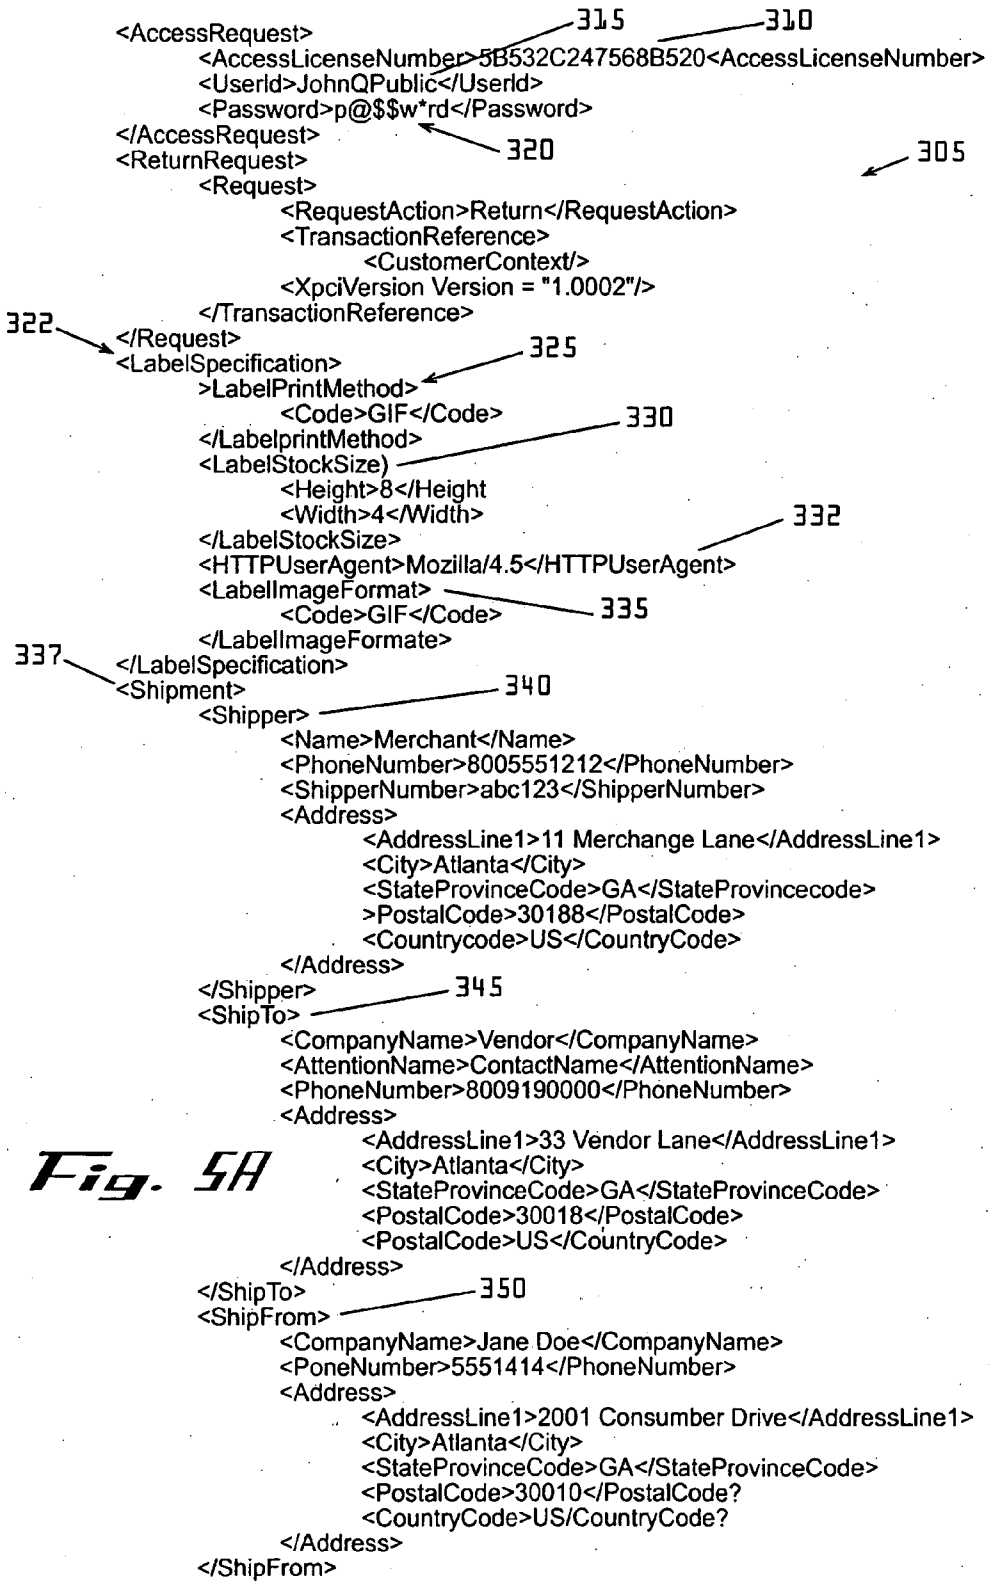 315 310
<AccessRequest>
<AccessLicenseNumber>5B532C247568B520<AccessLicenseNumber>
<UserId>JohnQPublic</UserId>
<Password>p@$$w*rd</Password>
</AccessRequest> 320 305
<ReturnRequest>
<Request>
<RequestAction>Return</RequestAction>
<TransactionReference>
<CustomerContext/>
<XpciVersion Version = "1.0002"/>
</TransactionReference>
322 </Request>
<LabelSpecification> 325
>LabelPrintMethod>
<Code>GIF</Code> 330
</LabelprintMethod>
<LabelStockSize)
<Height>8</Height
<Width>4</Width> 332
</LabelStockSize>
<HTTPUserAgent>Mozilla/4.5</HTTPUserAgent>
<LabelImageFormat>
<Code>GIF</Code> 335
</LabelImageFormate>
337 </LabelSpecification>
<Shipment> 340
<Shipper>
<Name>Merchant</Name>
<PhoneNumber>8005551212</PhoneNumber>
<ShipperNumber>abc123</ShipperNumber>
<Address>
<AddressLine1>11 Merchange Lane</AddressLine1>
<City>Atlanta</City>
<StateProvinceCode>GA</StateProvincecode>
>PostalCode>30188</PostalCode>
<Countrycode>US</CountryCode>
</Address>
</Shipper> 345
<ShipTo>
<CompanyName>Vendor</CompanyName>
<AttentionName>ContactName</AttentionName>
<PhoneNumber>8009190000</PhoneNumber>
<Address>
<AddressLine1>33 Vendor Lane</AddressLine1>
<City>Atlanta</City>
<StateProvinceCode>GA</StateProvinceCode>
<PostalCode>30018</PostalCode>
<PostalCode>US</CountryCode>
</Address>
</ShipTo> 350
<ShipFrom>
<CompanyName>Jane Doe</CompanyName>
<PoneNumber>5551414</PhoneNumber>
<Address>
<AddressLine1>2001 Consumber Drive</AddressLine1>
<City>Atlanta</City>
<StateProvinceCode>GA</StateProvinceCode>
<PostalCode>30010</PostalCode?
<CountryCode>US/CountryCode?
</Address>
</ShipFrom>
Fig. 5A